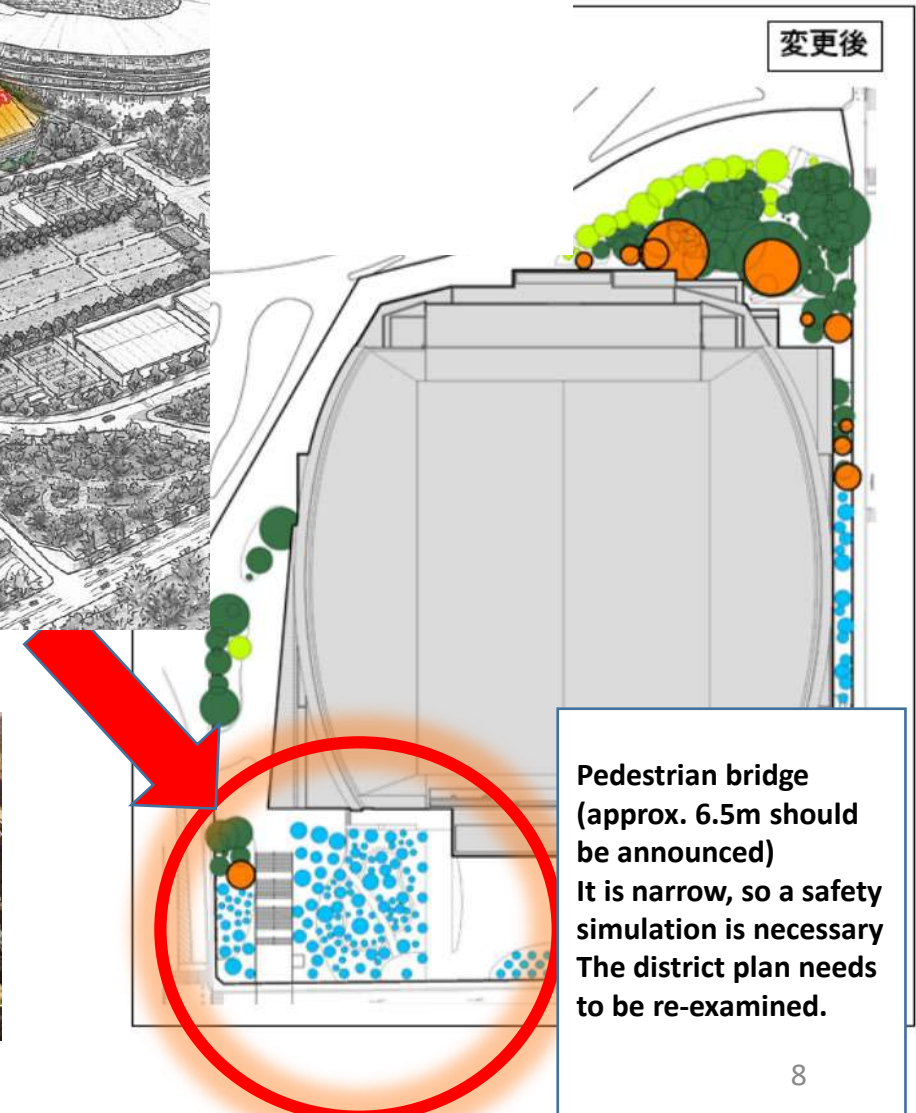 変更後
Pedestrian bridge
(approx. 6.5m should
be announced)
It is narrow, so a safety
simulation is necessary
The district plan needs
to be re-examined.
8